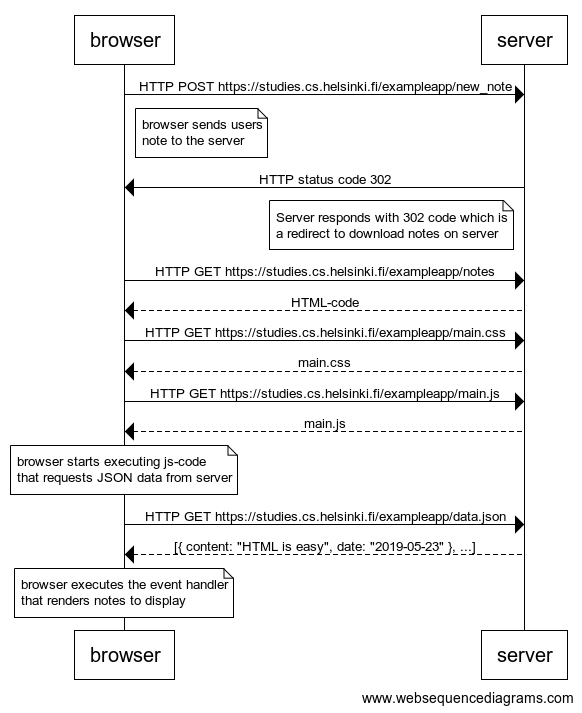 browser
server
HTTP POST https://studies.cs.helsinki.fi/exampleapp/new_note
browser sends users
note to the server
HTTP status code 302
Server responds with 302 code which is
a redirect to download notes on server
HTTP GET https://studies.cs.helsinki.fi/exampleapp/notes
HTML-code
HTTP GET https://studies.cs.helsinki.fi/exampleapp/main.css
main.css
HTTP GET https://studies.cs.helsinki.fi/exampleapp/main.js
main.js
browser starts executing js-code
that requests JSON data from server
HTTP GET https://studies.cs.helsinki.fi/exampleapp/data.json
[{ content: "HTML is easy", date: "2019-05-23" }, ...]
browser executes the event handler
that renders notes to display
browser
server
www.websequencediagrams.com